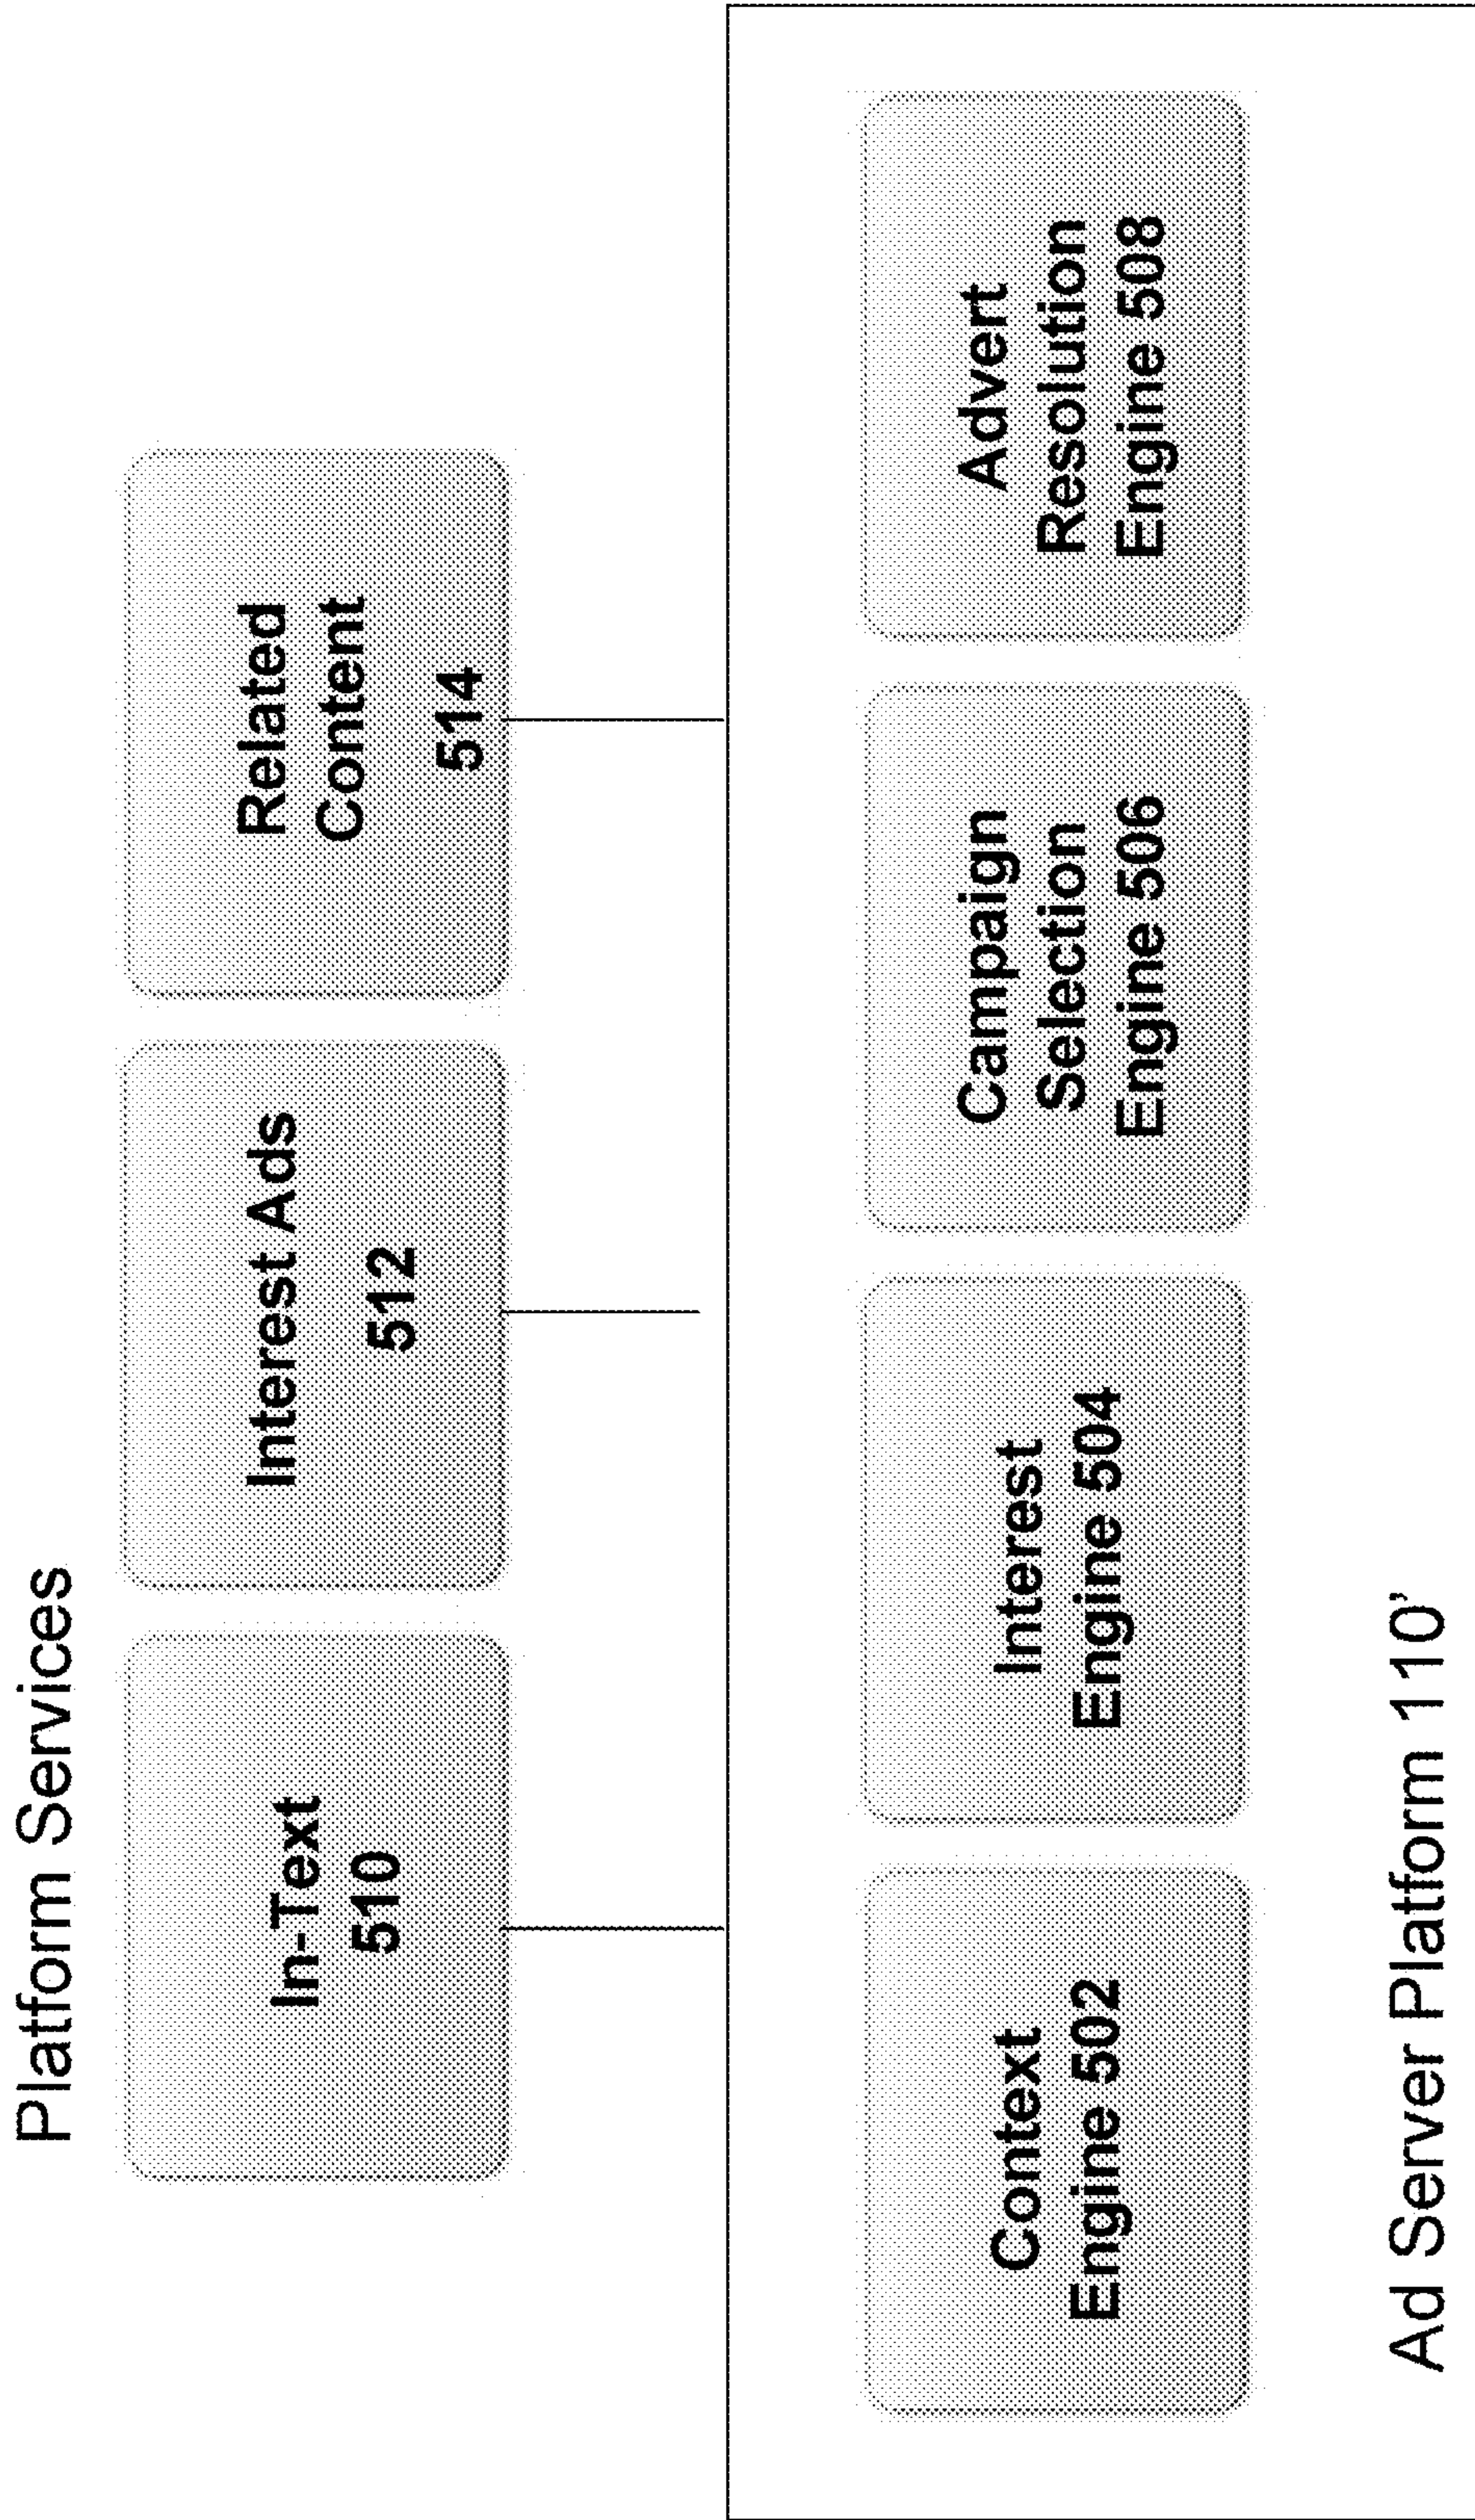 Platform Services
In-Text
510
Interest Ads
512
Related
Content
514
Context
Engine 502
Interest
Engine 504
Campaign
Selection
Engine 506
Advert
Resolution
Engine 508
Ad Server Platform 110'